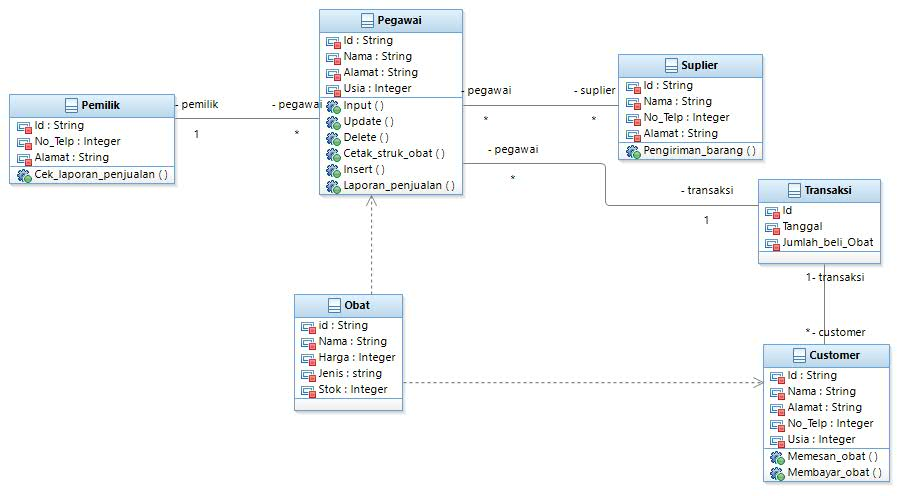 Pegawai
Id : String
Nama : String
Alamat : String
Usia : Integer
Input ( )
Update ( )
Delete ( )
Cetak_struk_obat ( )
Insert ( )
Laporan_penjualan ( )
Pemilik
Id : String
No_Telp : Integer
Alamat : String
Cek_laporan_penjualan ( )
- pemilik
- pegawai
1
*
- pegawai
- suplier
*
*
Suplier
Id : String
Nama : String
No_Telp : Integer
Alamat : String
Pengiriman_barang ( )
- pegawai
*
- transaksi
1
Transaksi
Id
Tanggal
Jumlah_beli_Obat
1- transaksi
*- customer
Obat
id : String
Nama : String
Harga : Integer
Jenis : string
Stok : Integer
Customer
Id : String
Nama : String
Alamat : String
No_Telp : Integer
Usia : Integer
Memesan_obat ( )
Membayar_obat ( )